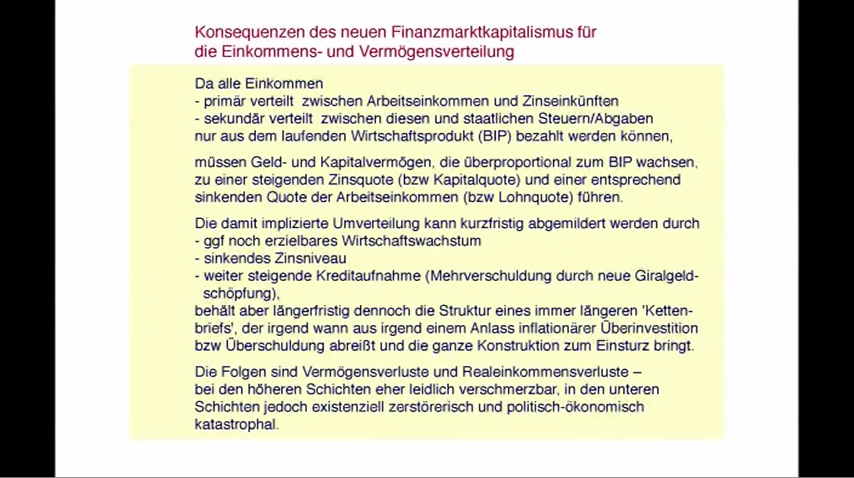 Konsequenzen des neuen Finanzmarktkapitalismus für
die Einkommens- und Vermögensverteilung
Da alle Einkommen
- primär verteilt zwischen Arbeitseinkommen und Zinseinkünften
- sekundär verteilt zwischen diesen und staatlichen Steuern/Abgaben
nur aus dem laufenden Wirtschaftsprodukt (BIP) bezahlt werden können,
müssen Geld- und Kapitalvermögen, die überproportional zum BIP wachsen,
zu einer steigenden Zinsquote (bzw Kapitalquote) und einer entsprechend
sinkenden Quote der Arbeitseinkommen (bzw Lohnquote) führen.
Die damit implizierte Umverteilung kann kurzfristig abgemildert werden durch
- ggf noch erzielbares Wirtschaftswachstum
- sinkendes Zinsniveau
- weiter steigende Kreditaufnahme (Mehrverschuldung durch neue Giralgeld-
schöpfung),
behält aber längerfristig dennoch die Struktur eines immer längeren 'Ketten-
briefs', der irgend wann aus irgend einem Anlass inflationärer Überinvestition
bzw Überschuldung abreißt und die ganze Konstruktion zum Einsturz bringt.
Die Folgen sind Vermögensverluste und Realeinkommensverluste –
bei den höheren Schichten eher leidlich verschmerzbar, in den unteren
Schichten jedoch existenziell zerstörerisch und politisch-ökonomisch
katastrophal.